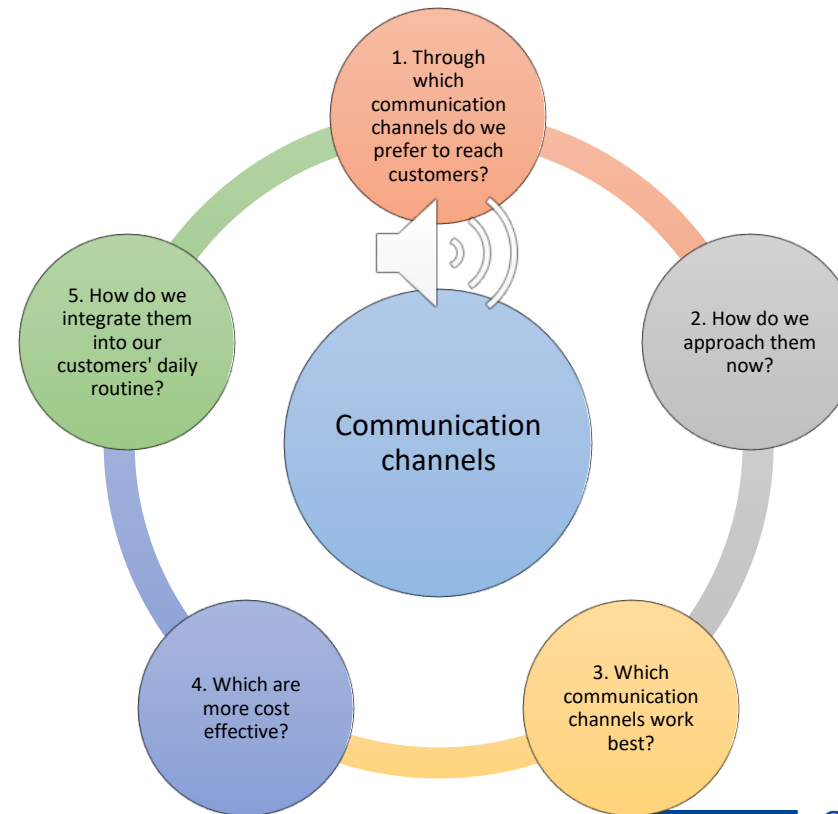 1. Through
which
communication
channels do we
prefer to reach
customers?
2. How do we
approach them
now?
3. Which
communication
channels work
best?
4. Which are
more cost
effective?
5. How do we
integrate them
into our
customers' daily
routine?
Communication
channels